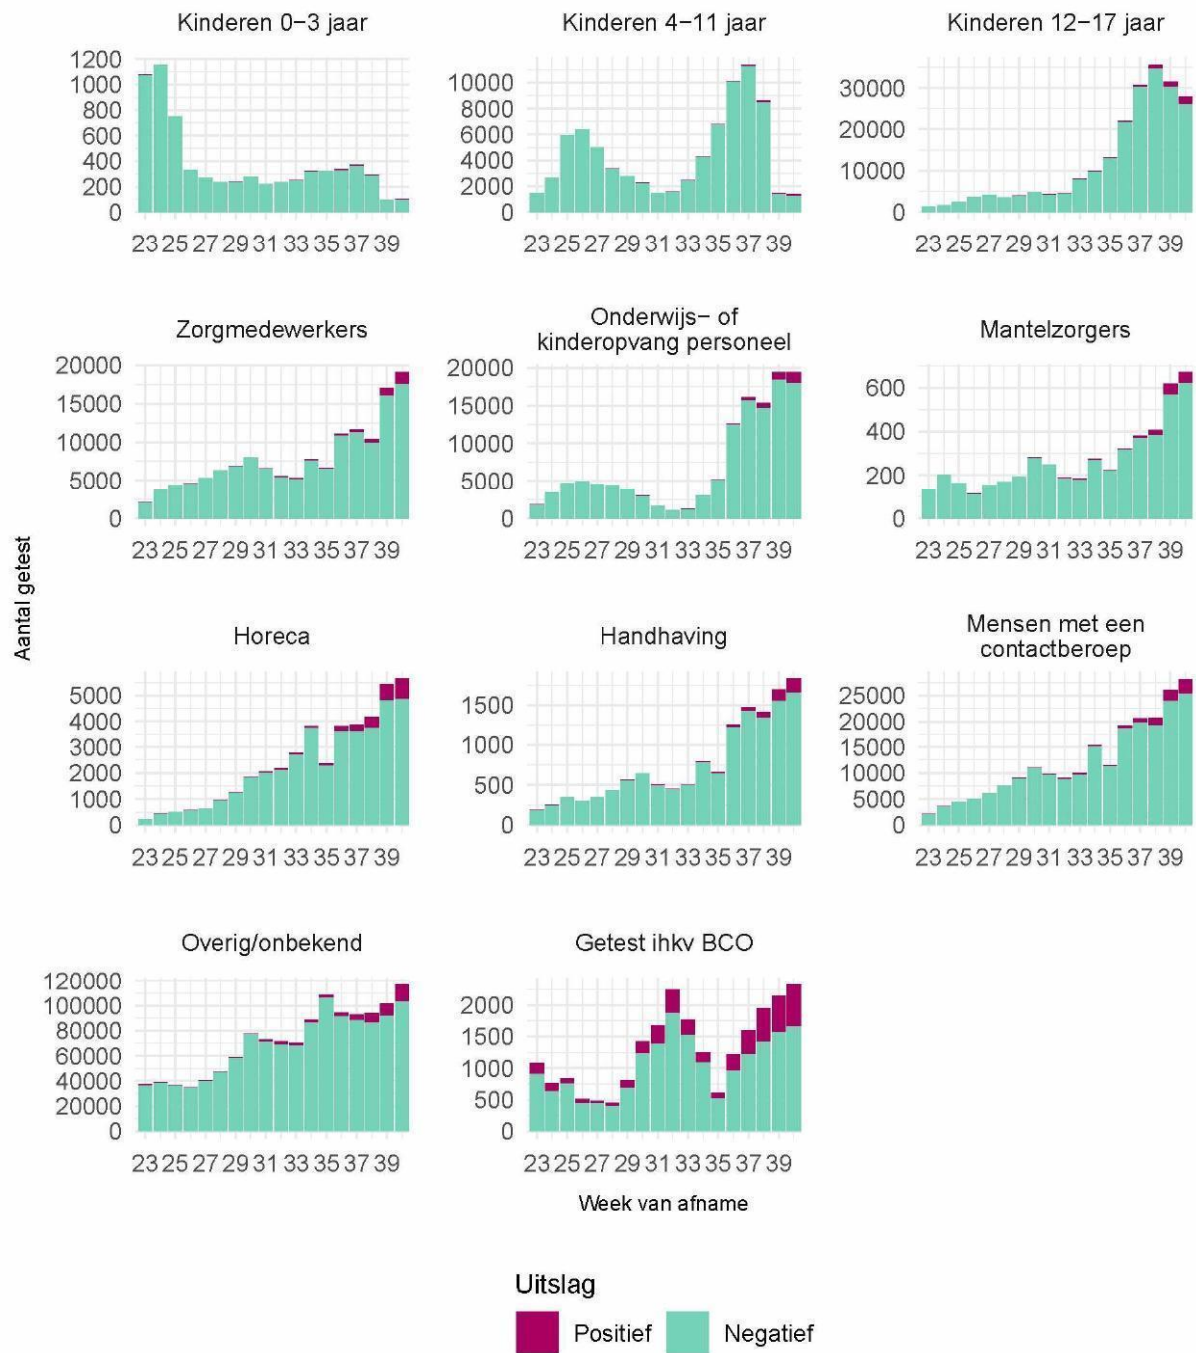 Kinderen 0−3 jaar
Kinderen 4−11 jaar
Kinderen 12−17 jaar
1200
1000
800
600
400
200
0
23 25 27 29 31 33 35 37 39
10000
8000
6000
4000
2000
0
23 25 27 29 31 33 35 37 39
30000
20000
10000
0
23 25 27 29 31 33 35 37 39
Zorgmedewerkers
Onderwijs− of
kinderopvang personeel
Mantelzorgers
20000
15000
10000
5000
0
23 25 27 29 31 33 35 37 39
20000
15000
10000
5000
0
23 25 27 29 31 33 35 37 39
600
400
200
0
23 25 27 29 31 33 35 37 39
Aantal getest
Horeca
Handhaving
Mensen met een
contactberoep
5000
4000
3000
2000
1000
0
23 25 27 29 31 33 35 37 39
1500
1000
500
0
23 25 27 29 31 33 35 37 39
25000
20000
15000
10000
5000
0
23 25 27 29 31 33 35 37 39
Overig/onbekend
Getest ihkv BCO
120000
100000
80000
60000
40000
20000
0
23 25 27 29 31 33 35 37 39
2000
1500
1000
500
0
23 25 27 29 31 33 35 37 39
Week van afname
Uitslag
Positief
Negatief